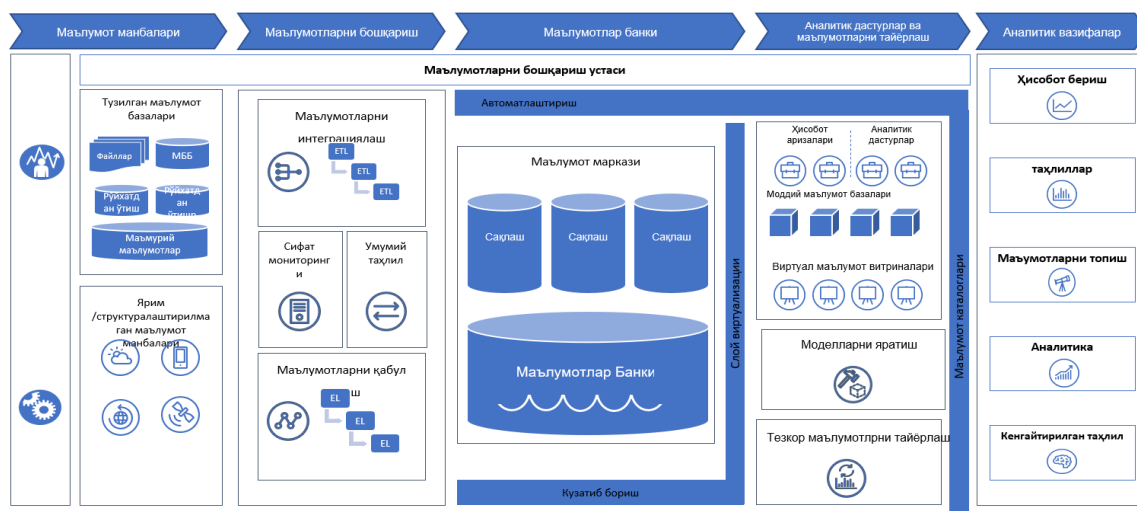 Маълумот манбалари
Маълумотларни бошқариш
Маълумотлар банки
Аналитик дастурлар ва
маълумотларни тайёрлаш
Аналитик вазифалар
Маълумотларни бошқариш устаси
Тузилган маълумот
базалари
Файллар
МББ
Рўйхатд
ан ўтиш
Рўйхатд
ан ўтишр
Маъмурий
маълумотлар
Ярим
/структуралаштирилма
ган маълумот
манбалари
Маълумотларни
интеграциялаш
ETL
ETL
ETL
Сифат
мониторинг
и
Умумий
таҳлил
Маълумотларни қабул
ш
EL
EL
EL
Автоматлаштириш
Маълумот маркази
Сақлаш
Сақлаш
Сақлаш
Маълумотлар Банки
Кузатиб бориш
Слой виртуализации
Ҳисобот
аризалари
Аналитик
дастурлар
Моддий маълумот базалари
Виртуал маълумот витриналари
Моделларни яратиш
Тезкор маълумотлрни тайёрлаш
Маълумот каталоглари
Ҳисобот бериш
таҳлиллар
Маъумотларни топиш
Аналитика
Кенгайтирилган таҳлил